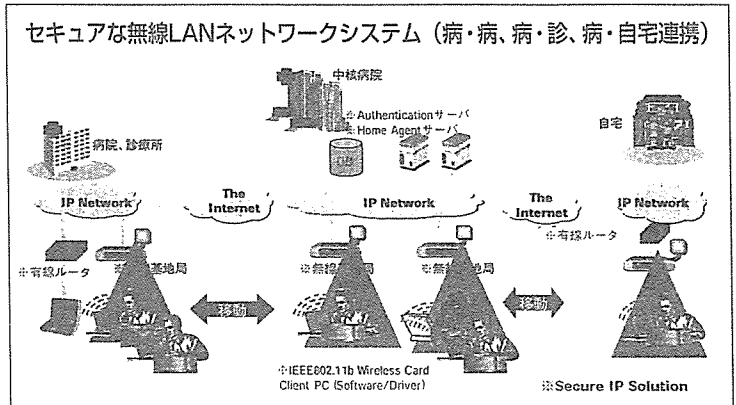 セキュアな無線LANネットワークシステム（病・病、病・診、病・自宅連携）
中核病院
※Authenticationサーバ
※Home Agentサーバ
病院、診療所
自宅
IP Network
The Internet
IP Network
The Internet
IP Network
※有線ルータ
※有線ルータ
基地局
※無線 局
※無線 地局
移動
移動
※IEEE802.11b Wireless Card
Client PC (Software/Driver)
※Secure IP Solution